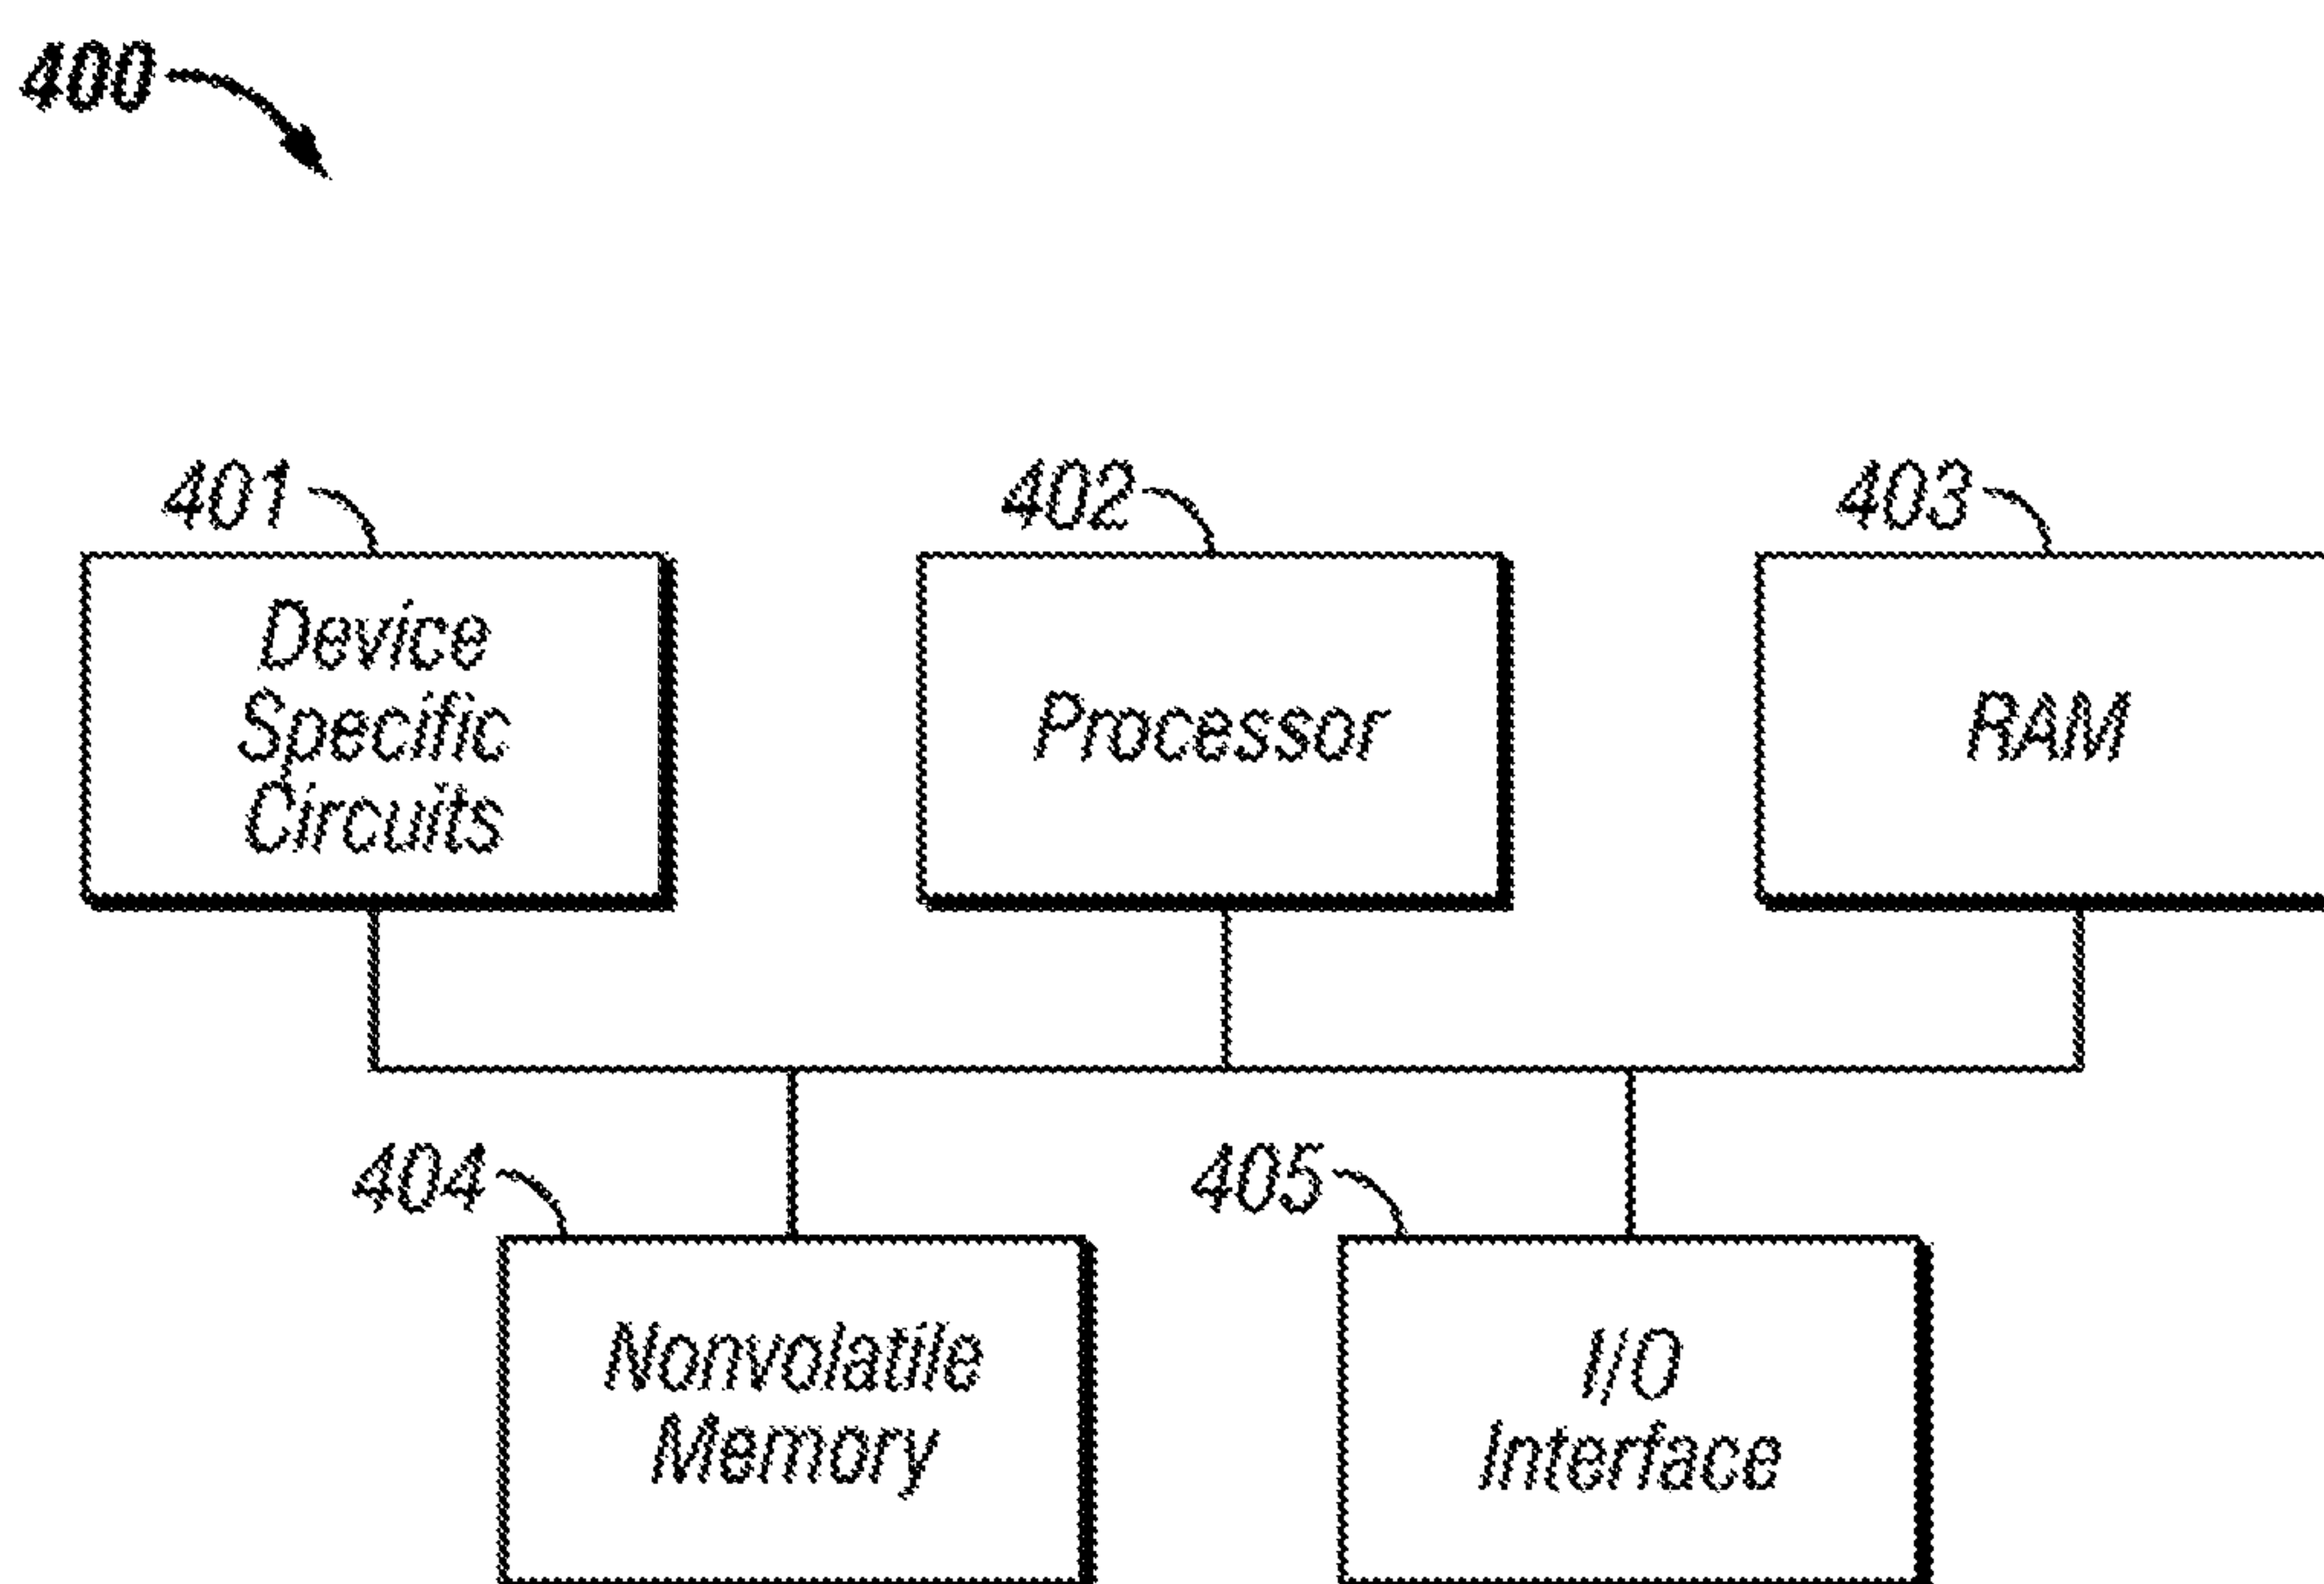 400
401
402
403
Device
Specific
Circuits
Processor
RAM
404
405
Nonvolatile
Memory
I/O
Interface